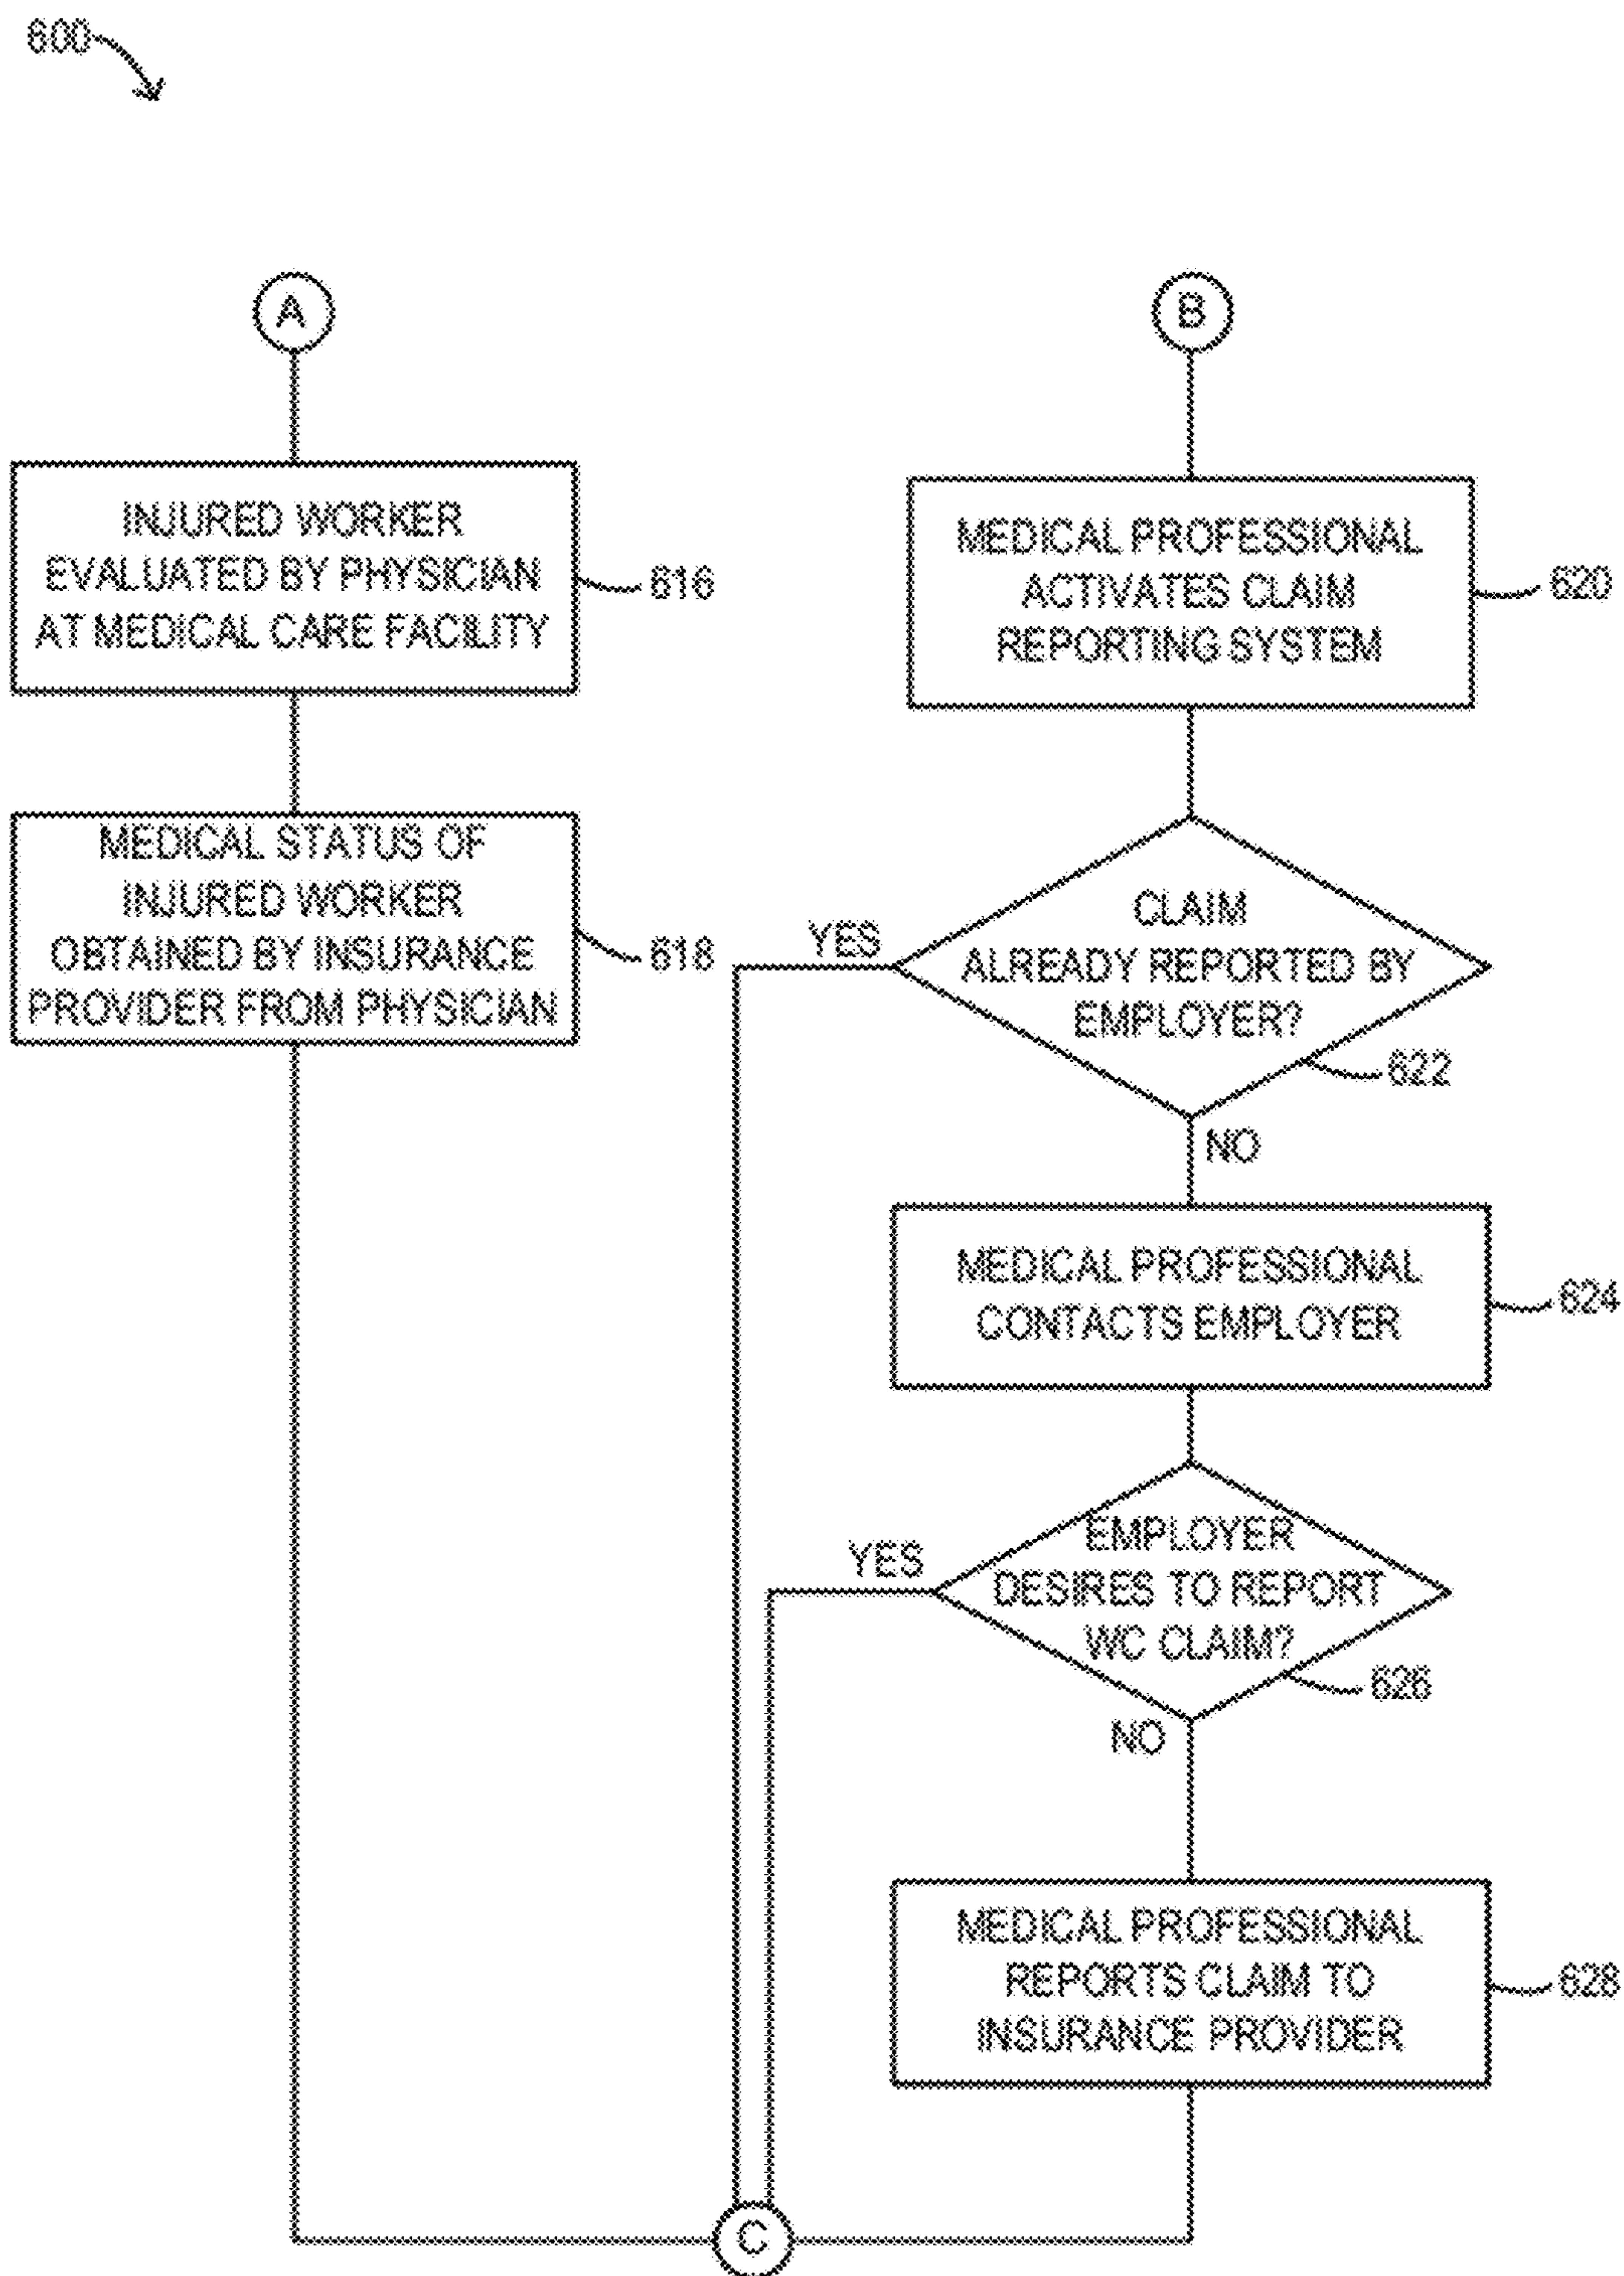 600
A
INJURED WORKER
EVALUATED BY PHYSICIAN
AT MEDICAL CARE FACILITY
616
MEDICAL STATUS OF
INJURED WORKER
OBTAINED BY INSURANCE
PROVIDER FROM PHYSICIAN
618
B
MEDICAL PROFESSIONAL
ACTIVATES CLAIM
REPORTING SYSTEM
620
CLAIM
ALREADY REPORTED BY
EMPLOYER?
622
YES
NO
MEDICAL PROFESSIONAL
CONTACTS EMPLOYER
624
EMPLOYER
DESIRES TO REPORT
WC CLAIM?
626
YES
NO
MEDICAL PROFESSIONAL
REPORTS CLAIM TO
INSURANCE PROVIDER
628
C